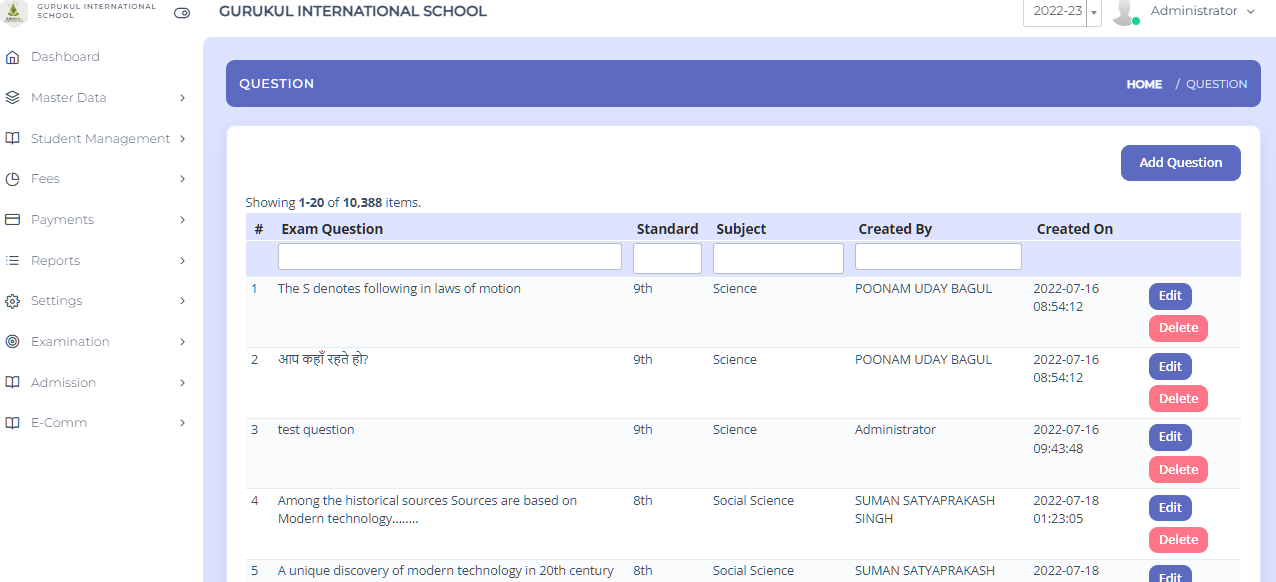 GURUKUL INTERNATIONAL
SCHOOL
GURUKUL INTERNATIONAL SCHOOL
2022-23
Administrator
Dashboard
Master Data
Student Management
Fees
Payments
Reports
Settings
Examination
Admission
E-Comm
QUESTION
HOME / QUESTION
Add Question
Showing 1-20 of 10,388 items.
# Exam Question Standard Subject Created By Created On
1 The S denotes following in laws of motion 9th Science POONAM UDAY BAGUL 2022-07-16
08:54:12
Edit
Delete
2 आप कहाँ रहते हो? 9th Science POONAM UDAY BAGUL 2022-07-16
08:54:12
Edit
Delete
3 test question 9th Science Administrator 2022-07-16
09:43:48
Edit
Delete
4 Among the historical sources Sources are based on 8th Social Science SUMAN SATYAPRAKASH 2022-07-18
Modern technology........ SINGH 01:23:05
Edit
Delete
5 A unique discovery of modern technology in 20th century 8th Social Science SUMAN SATYAPRAKASH 2022-07-18
Edit